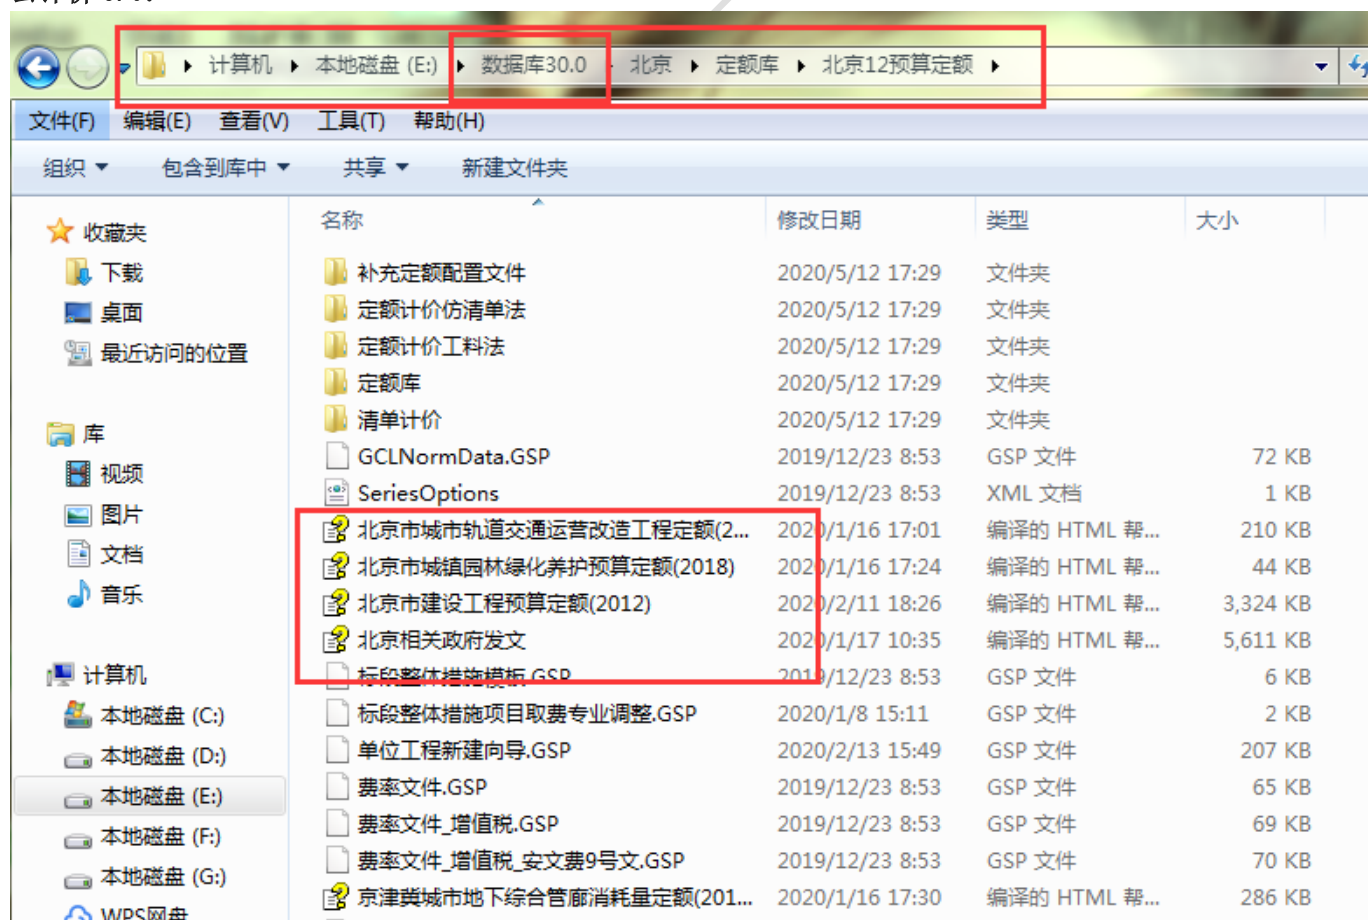 计算机 ▶ 本地磁盘 (E:) ▶ 数据库30.0 ▶ 北京 ▶ 定额库 ▶ 北京12预算定额 ▶
文件(F) 编辑(E) 查看(V) 工具(T) 帮助(H)
组织 包含到库中 共享 新建文件夹
名称 修改日期 类型 大小
收藏夹
下载
桌面
最近访问的位置
库
视频
图片
文档
音乐
计算机
本地磁盘 (C:)
本地磁盘 (D:)
本地磁盘 (E:)
本地磁盘 (F:)
本地磁盘 (G:)
WPS网盘
补充定额配置文件 2020/5/12 17:29 文件夹
定额计价仿清单法 2020/5/12 17:29 文件夹
定额计价工料法 2020/5/12 17:29 文件夹
定额库 2020/5/12 17:29 文件夹
清单计价 2020/5/12 17:29 文件夹
GCLNormData.GSP 2019/12/23 8:53 GSP 文件 72 KB
SeriesOptions 2019/12/23 8:53 XML 文档 1 KB
北京市城市轨道交通运营改造工程定额(2... 2020/1/16 17:01 编译的 HTML 帮... 210 KB
北京市城镇园林绿化养护预算定额(2018) 2020/1/16 17:24 编译的 HTML 帮... 44 KB
北京市建设工程预算定额(2012) 2020/2/11 18:26 编译的 HTML 帮... 3,324 KB
北京相关政府发文 2020/1/17 10:35 编译的 HTML 帮... 5,611 KB
标段整体措施模板.GSP 2019/12/23 8:53 GSP 文件 6 KB
标段整体措施项目取费专业调整.GSP 2020/1/8 15:11 GSP 文件 2 KB
单位工程新建向导.GSP 2020/2/13 15:49 GSP 文件 207 KB
费率文件.GSP 2019/12/23 8:53 GSP 文件 65 KB
费率文件_增值税.GSP 2019/12/23 8:53 GSP 文件 69 KB
费率文件_增值税_安文费9号文.GSP 2019/12/23 8:53 GSP 文件 70 KB
京津冀城市地下综合管廊消耗量定额(201... 2020/1/16 17:30 编译的 HTML 帮... 286 KB